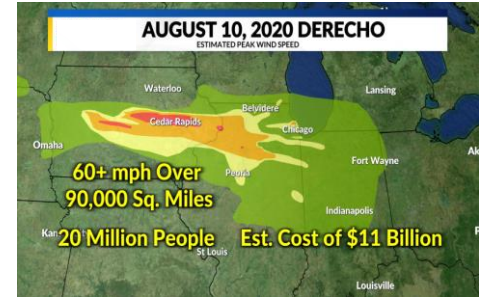 AUGUST 10, 2020 DERECHO
ESTIMATED PEAK WIND SPEED
Waterloo
Lansing
Belvidere
Cedar Rapids
Chicago
Omaha
Fort Wayne
Peoria
60+ mph Over
90,000 Sq. Miles
Indianapolis
20 Million People
Est. Cost of $11 Billion
St Louis
Louisville